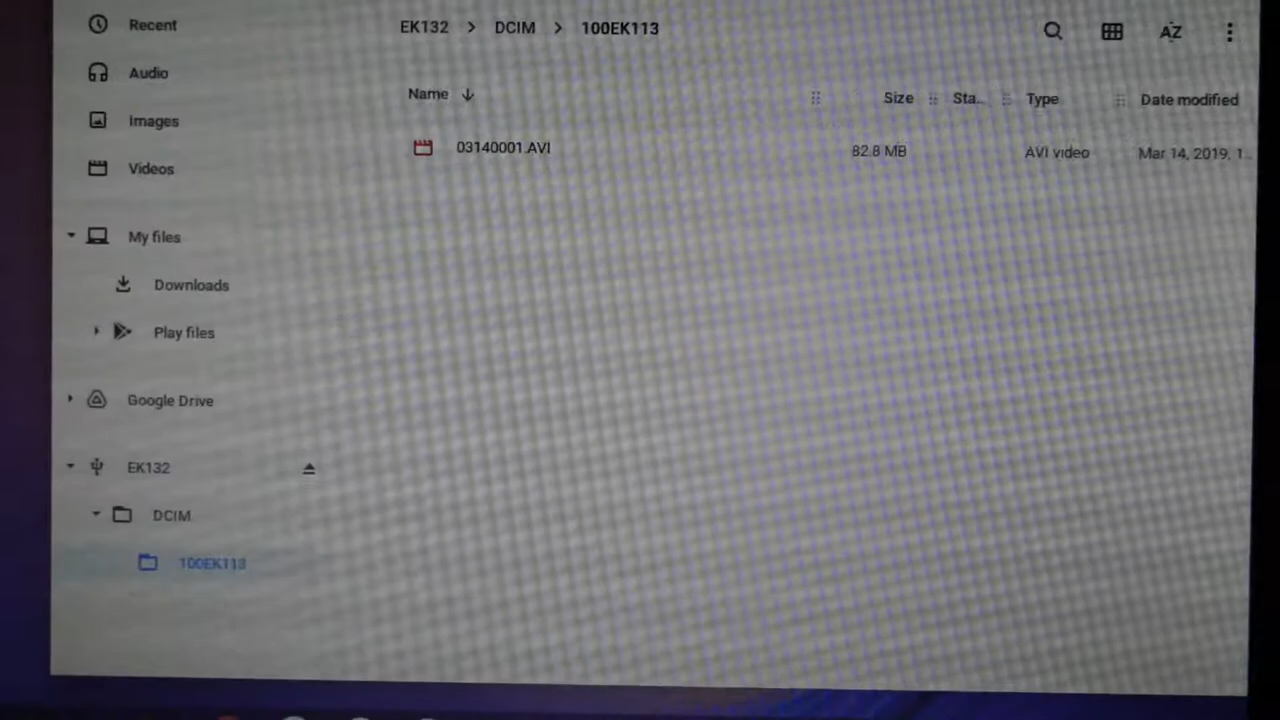 Recent
Audio
Images
Videos
My files
Downloads
Play files
Google Drive
EK132
DCIM
100EK113
EK132 > DCIM > 100EK113
AZ
Name Size Sta... Type Date modified
03140001.AVI 82.8 MB AVI video Mar 14, 2019, 1...